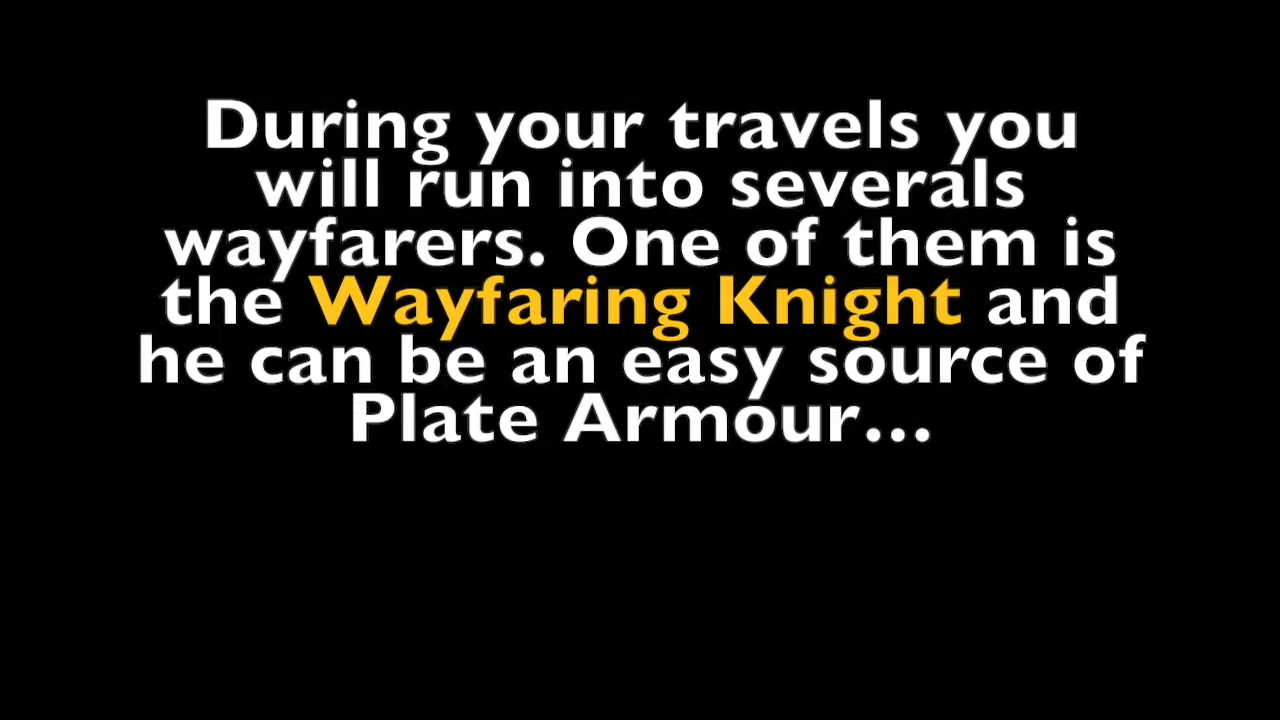 During your travels you
will run into severals
wayfarers. One of them is
the Wayfaring Knight and
he can be an easy source of
Plate Armour...